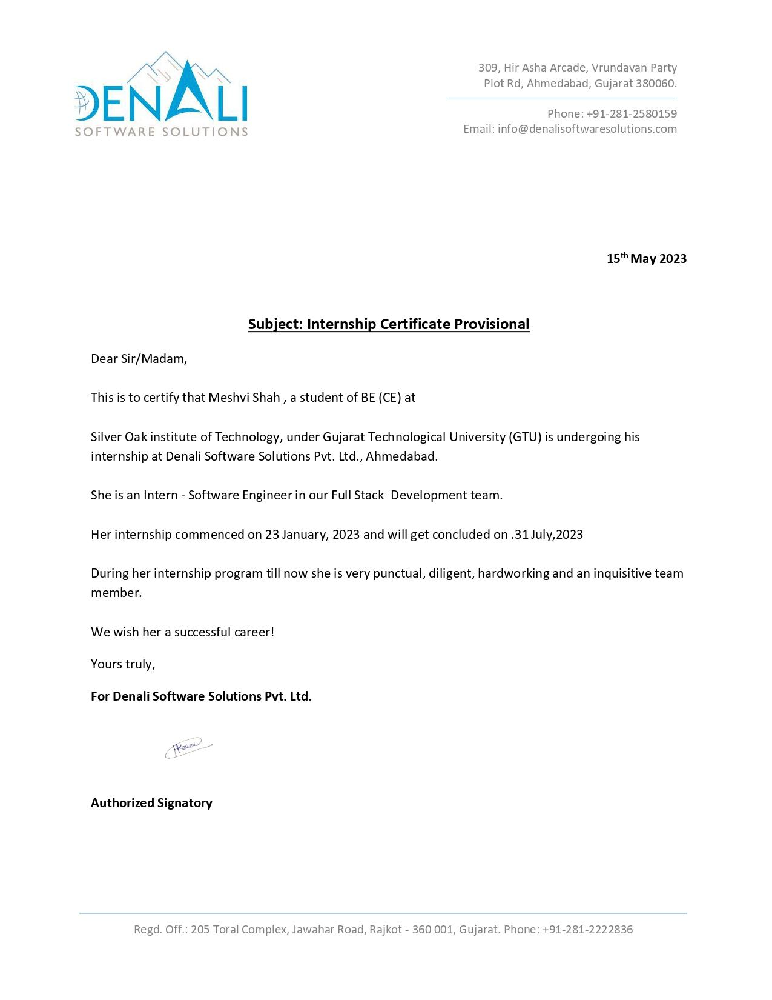 DENALI
SOFTWARE SOLUTIONS
309, Hir Asha Arcade, Vrundavan Party
Plot Rd, Ahmedabad, Gujarat 380060.
Phone: +91-281-2580159
Email: info@denalisoftwaresolutions.com
15th May 2023
Subject: Internship Certificate Provisional
Dear Sir/Madam,
This is to certify that Meshvi Shah , a student of BE (CE) at
Silver Oak institute of Technology, under Gujarat Technological University (GTU) is undergoing his
internship at Denali Software Solutions Pvt. Ltd., Ahmedabad.
She is an Intern - Software Engineer in our Full Stack  Development team.
Her internship commenced on 23 January, 2023 and will get concluded on .31 July,2023
During her internship program till now she is very punctual, diligent, hardworking and an inquisitive team
member.
We wish her a successful career!
Yours truly,
For Denali Software Solutions Pvt. Ltd.
Authorized Signatory
Regd. Off.: 205 Toral Complex, Jawahar Road, Rajkot - 360 001, Gujarat. Phone: +91-281-2222836